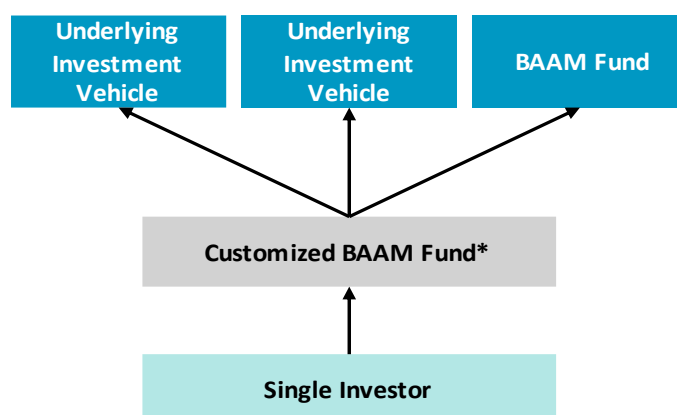 Underlying
Investment
Vehicle
Underlying
Investment
Vehicle
BAAM Fund
Customized BAAM Fund*
Single Investor